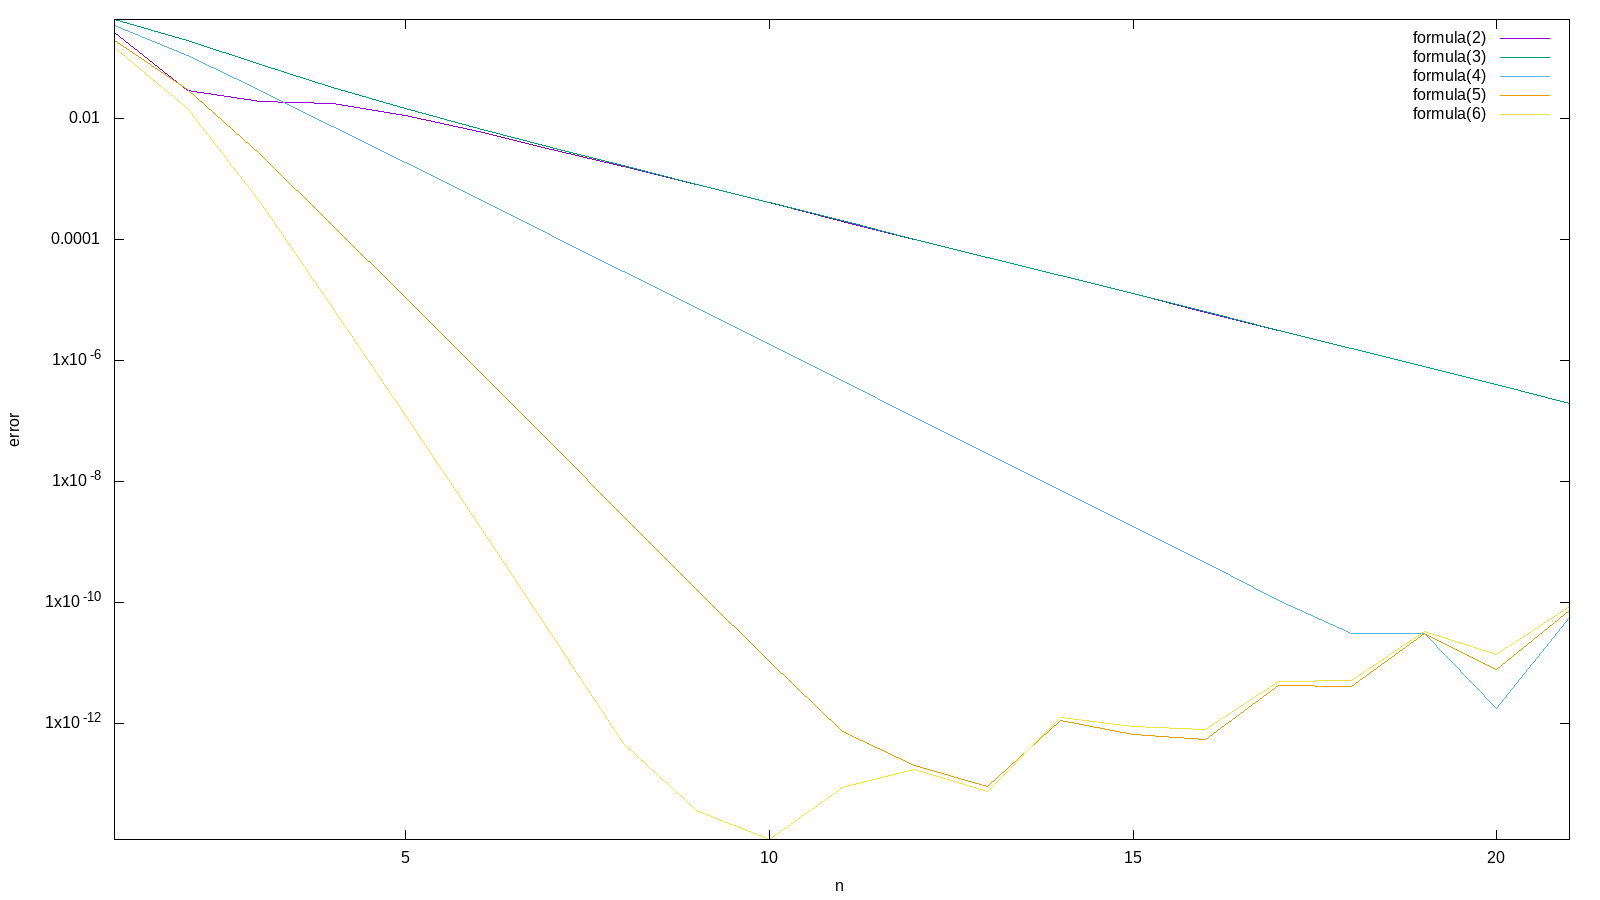 formula(2)
formula(3)
formula(4)
formula(5)
formula(6)
0.01
0.0001
1x10-6
1x10-8
1x10-10
1x10-12
error
5 10 15 20
n